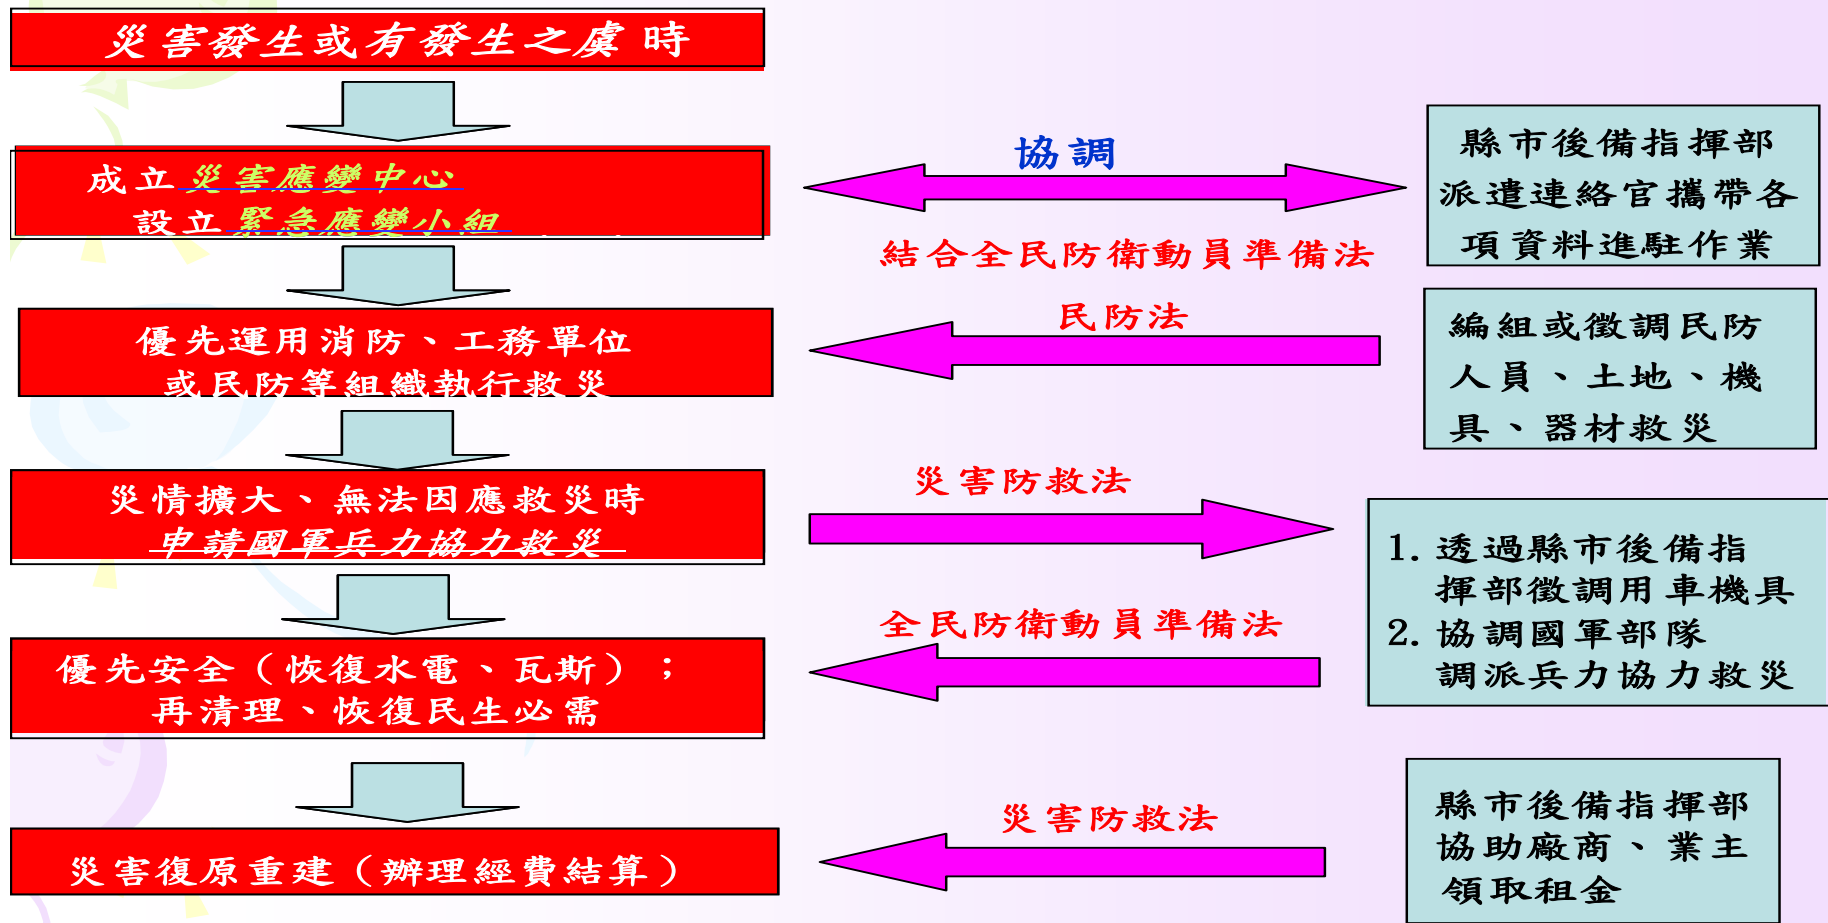 災害發生或有發生之虞時
成立災害應變中心
設立緊急應變小組
協調
縣市後備指揮部
派遣連絡官攜帶各
項資料進駐作業
結合全民防衛動員準備法
民防法
優先運用消防、工務單位
或民防等組織執行救災
編組或徵調民防
人員、土地、機
具、器材救災
災情擴大、無法因應救災時
申請國軍兵力協力救災
災害防救法
1. 透過縣市後備指
揮部徵調用車機具
2. 協調國軍部隊
調派兵力協力救災
全民防衛動員準備法
優先安全（恢復水電、瓦斯）；
再清理、恢復民生必需
災害防救法
災害復原重建（辦理經費結算）
縣市後備指揮部
協助廠商、業主
領取租金